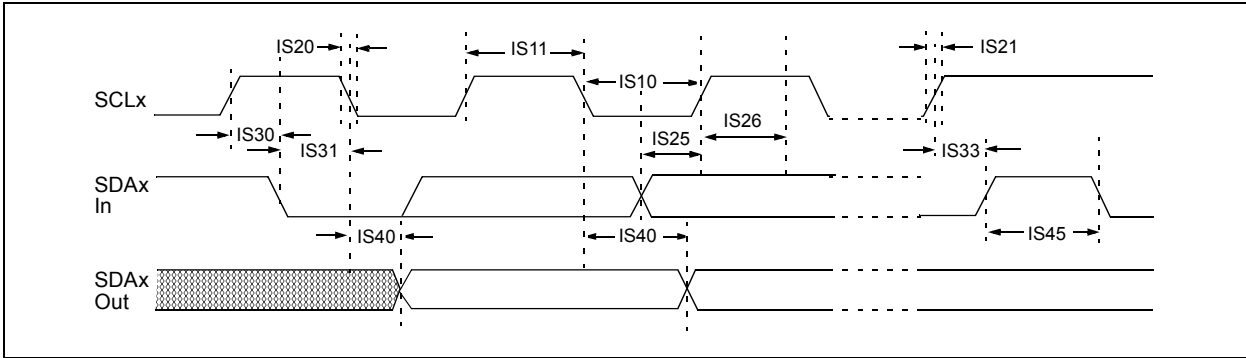 IS20
IS11
IS21
IS10
SCLx
IS30
IS31
IS25
IS26
IS33
SDAx
In
IS40
IS40
IS45
SDAx
Out